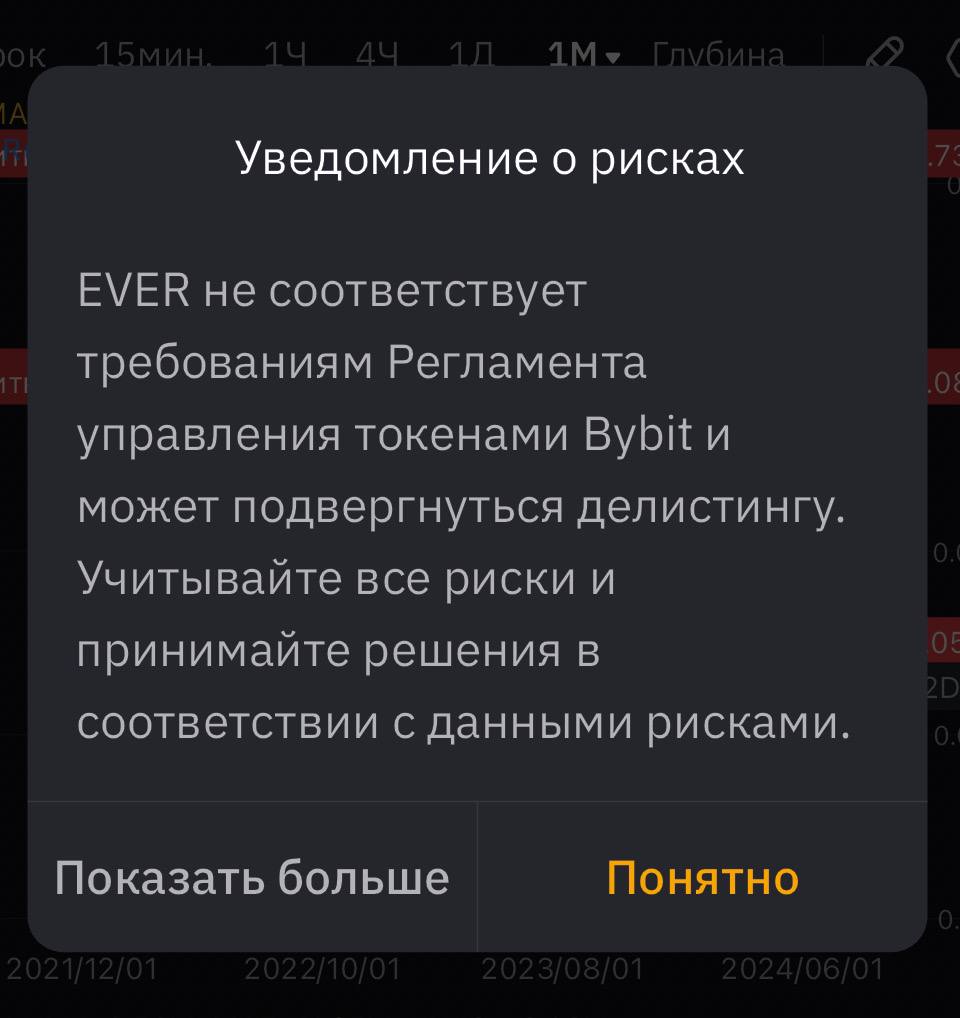 15мин. 1Ч 4Ч 1Д 1М Глубина
Уведомление о рисках
EVER не соответствует
требованиям Регламента
управления токенами Bybit и
может подвергнуться делистингу.
Учитывайте все риски и
принимайте решения в
соответствии с данными рисками.
Показать больше Понятно
2021/12/01 2022/10/01 2023/08/01 2024/06/01